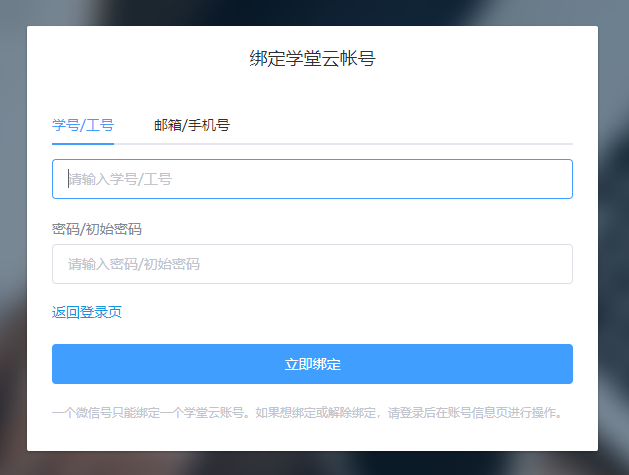 绑定学堂云帐号
学号/工号 邮箱/手机号
请输入学号/工号
密码/初始密码
请输入密码/初始密码
返回登录页
立即绑定
一个微信号只能绑定一个学堂云账号。如果想绑定或解除绑定，请登录后在账号信息页进行操作。